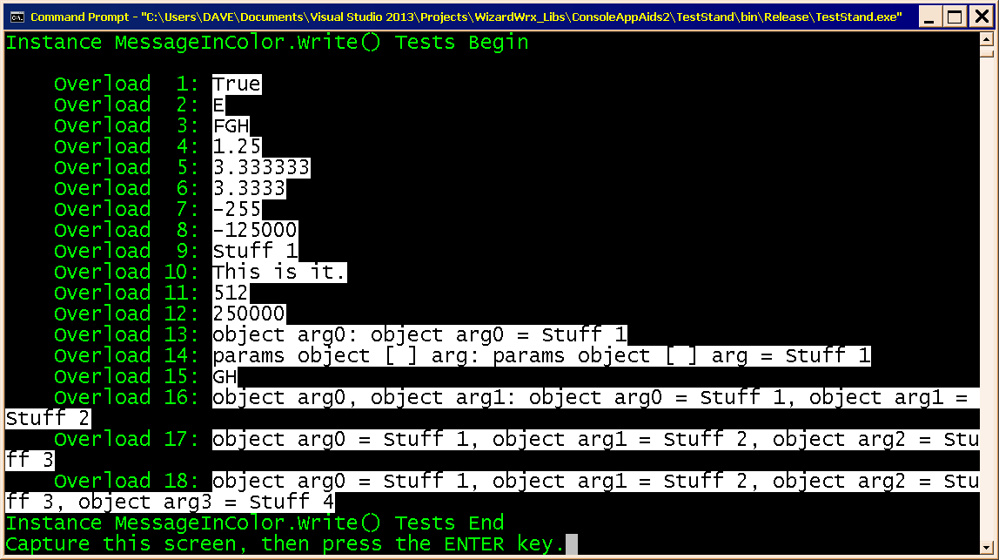 Command Prompt - "C:\Users\DAVE\Documents\Visual Studio 2013\Projects\WizardWrx_Libs\ConsoleAppAids2\TestStand\bin\Release\TestStand.exe"
Instance MessageInColor.Write() Tests Begin
Overload  1: True
Overload  2: E
Overload  3: FGH
Overload  4: 1.25
Overload  5: 3.333333
Overload  6: 3.3333
Overload  7: -255
Overload  8: -125000
Overload  9: Stuff 1
Overload 10: This is it.
Overload 11: 512
Overload 12: 250000
Overload 13: object arg0: object arg0 = Stuff 1
Overload 14: params object [ ] arg: params object [ ] arg = Stuff 1
Overload 15: GH
Overload 16: object arg0, object arg1: object arg0 = Stuff 1, object arg1 =
Stuff 2
Overload 17: object arg0 = Stuff 1, object arg1 = Stuff 2, object arg2 = Stu
ff 3
Overload 18: object arg0 = Stuff 1, object arg1 = Stuff 2, object arg2 = Stu
ff 3, object arg3 = Stuff 4
Instance MessageInColor.Write() Tests End
Capture this screen, then press the ENTER key.